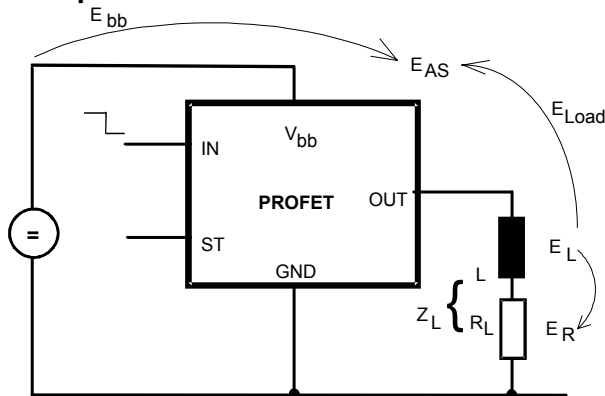 E bb
E AS
E Load
V bb
IN
PROFET
OUT
=
ST
GND
E L
L
Z L { R L
E R